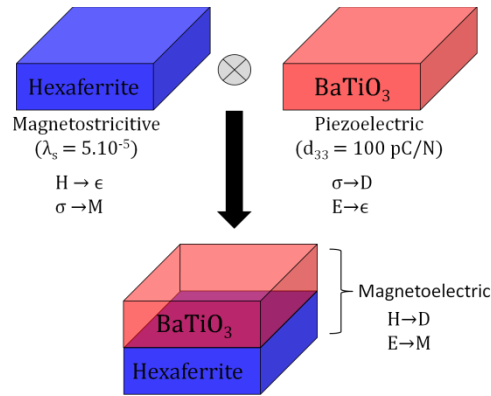 Hexaferrite
BaTiO₃
Magnetostricitive
(λₛ = 5.10⁻⁵)
H → ϵ
σ →M
Piezoelectric
(d₃₃ = 100 pC/N)
σ→D
E→ϵ
BaTiO₃
Hexaferrite
Magnetoelectric
H→D
E→M